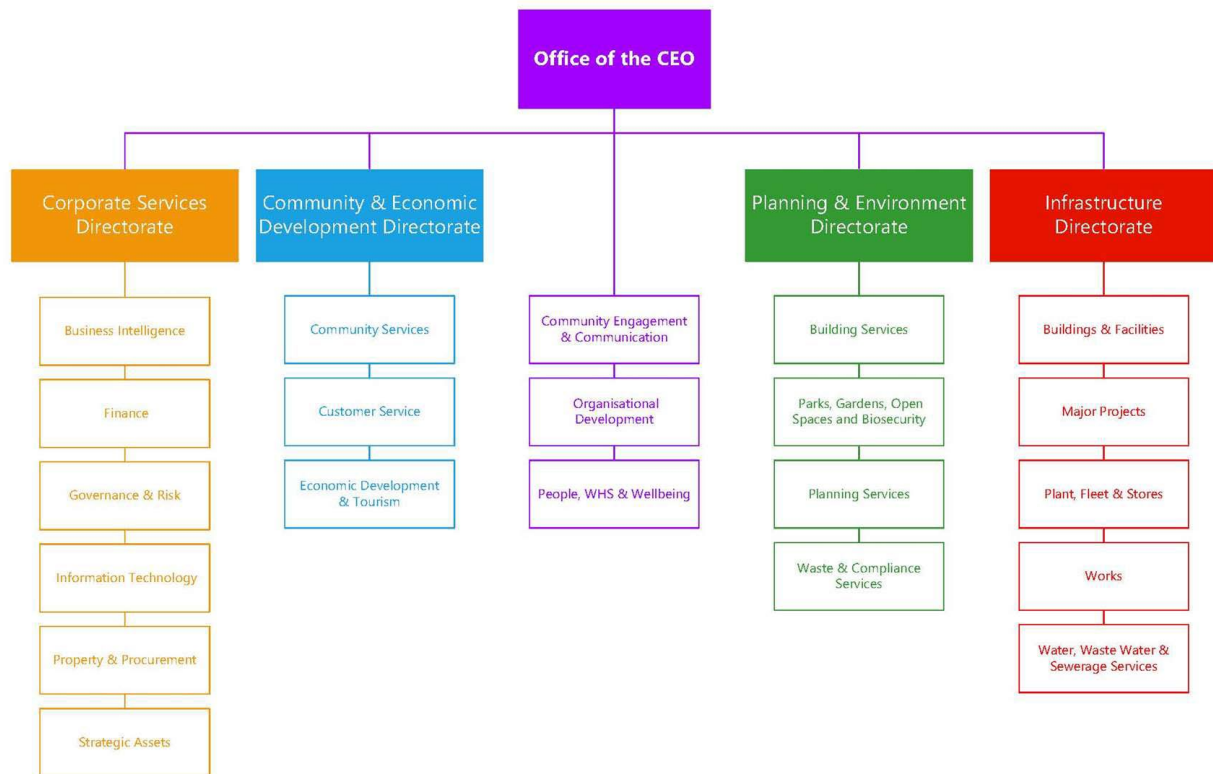 Office of the CEO
Corporate Services
Directorate
Business Intelligence
Finance
Governance & Risk
Information Technology
Property & Procurement
Strategic Assets
Community & Economic
Development Directorate
Community Services
Customer Service
Economic Development
& Tourism
Community Engagement
& Communication
Organisational
Development
People, WHS & Wellbeing
Planning & Environment
Directorate
Building Services
Parks, Gardens, Open
Spaces and Biosecurity
Planning Services
Waste & Compliance
Services
Infrastructure
Directorate
Buildings & Facilities
Major Projects
Plant, Fleet & Stores
Works
Water, Waste Water &
Sewerage Services